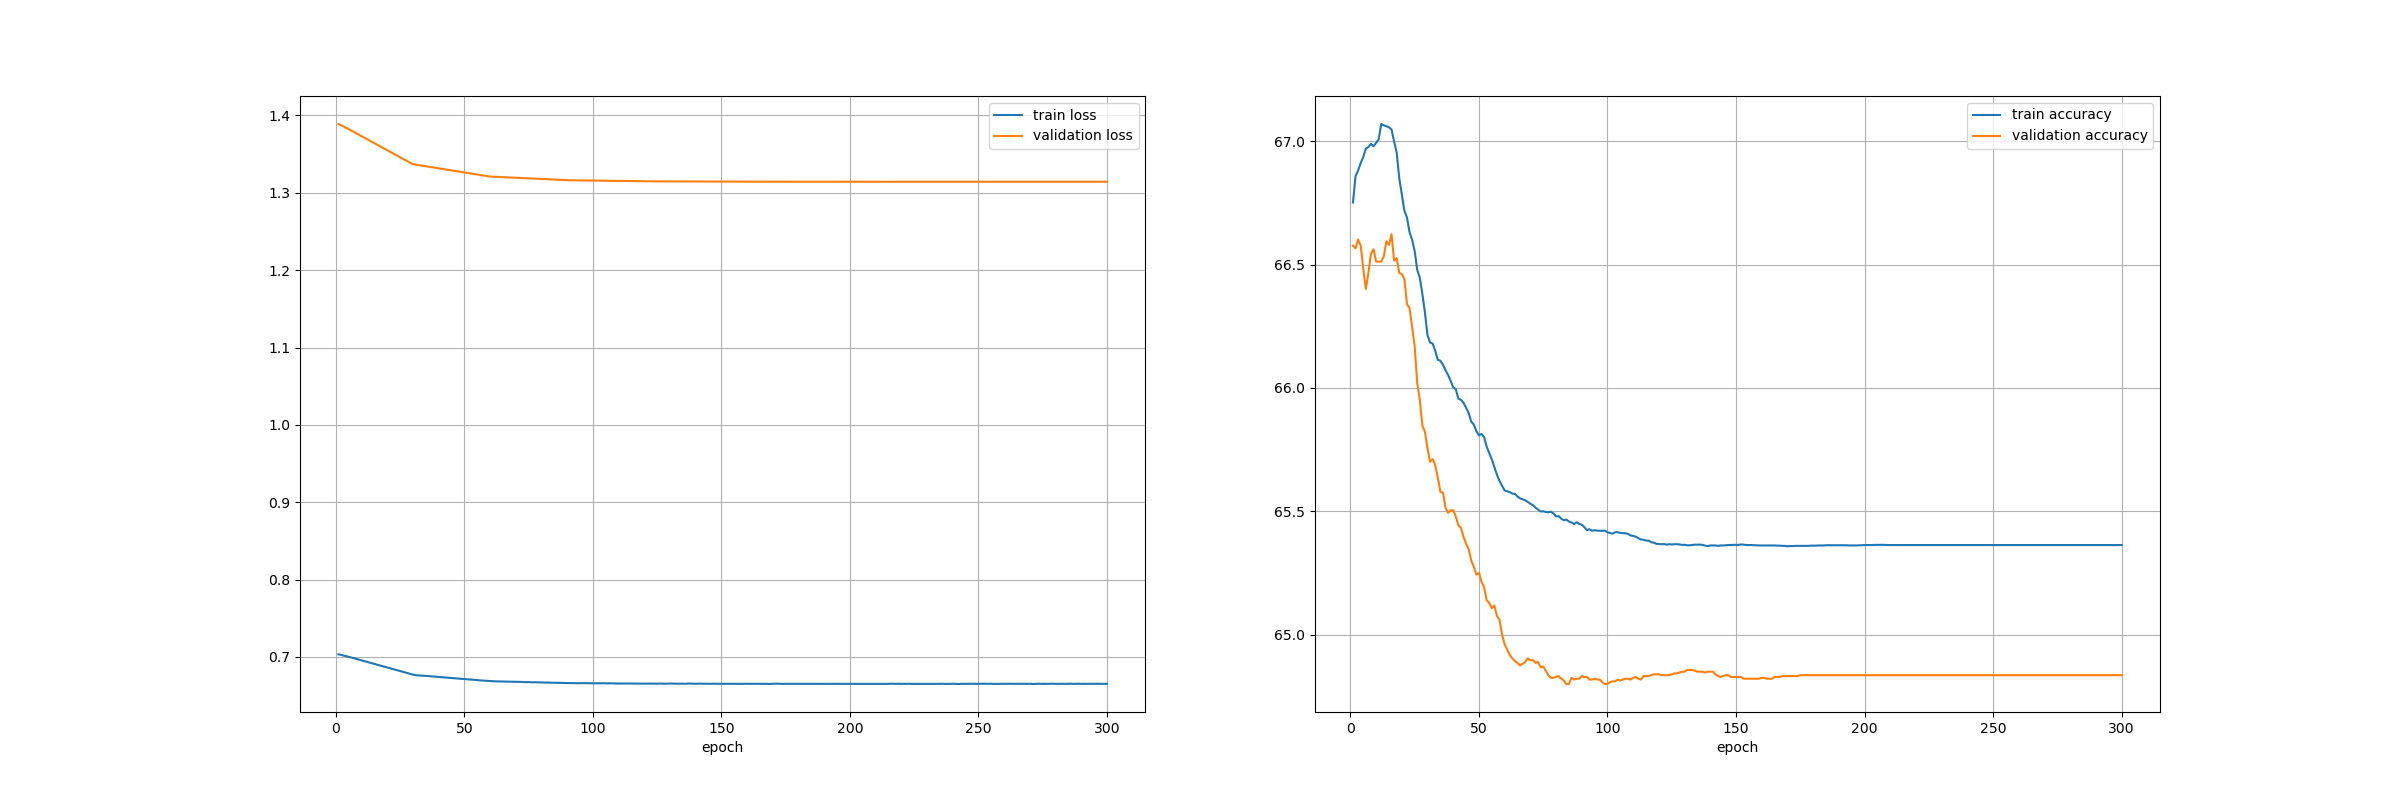 1.4
1.3
1.2
1.1
1.0
0.9
0.8
0.7
0 50 100 150 200 250 300
epoch
train loss
validation loss
67.0
66.5
66.0
65.5
65.0
0 50 100 150 200 250 300
epoch
train accuracy
validation accuracy